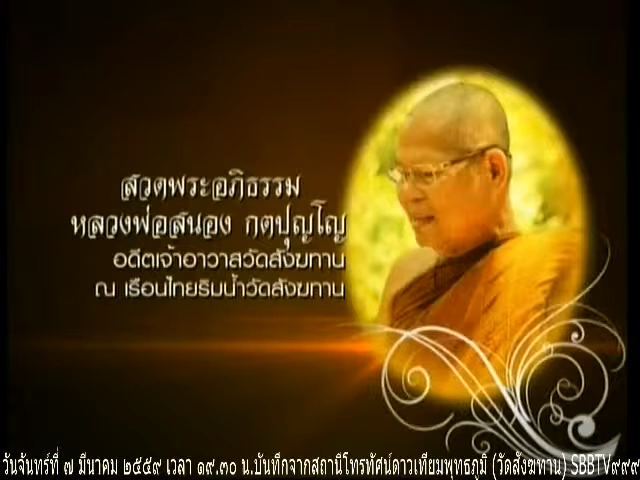 สวดพระอภิธรรม
หลวงพ่อสนอง กตปุญฺโญ
อดีตเจ้าอาวาสวัดสังฆทาน
ณ เรือนไทยริมน้ำวัดสังฆทาน
วันจันทร์ที่ ๗ มีนาคม ๒๕๕๙ เวลา ๑๙.๓๐ น.บันทึกจากสถานีโทรทัศน์ดาวเทียมพุทธภูมิ (วัดสังฆทาน) SBBTV๙๙๙